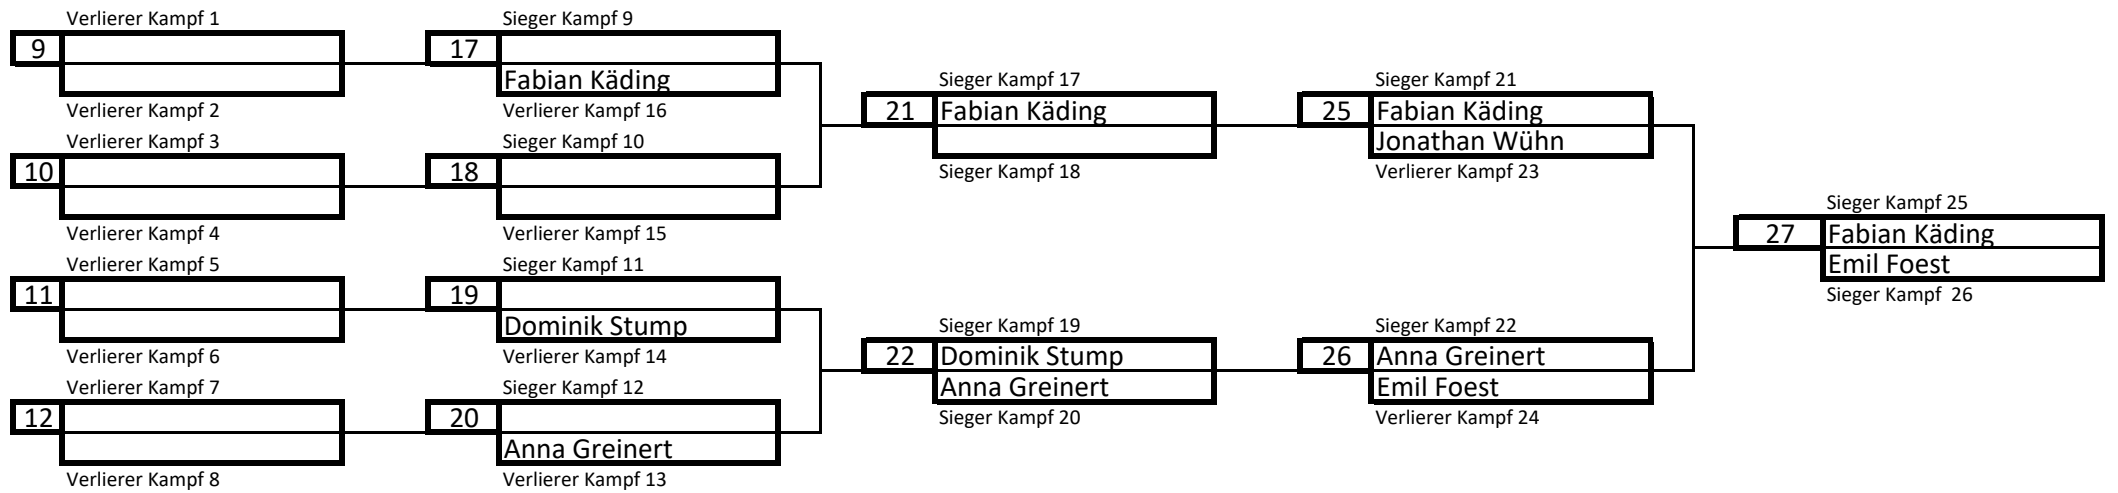 Verlierer Kampf 1
9
Verlierer Kampf 2
Verlierer Kampf 3
10
Verlierer Kampf 4
Verlierer Kampf 5
11
Verlierer Kampf 6
Verlierer Kampf 7
12
Verlierer Kampf 8
Sieger Kampf 9
17
Fabian Käding
Verlierer Kampf 16
Sieger Kampf 10
18
Verlierer Kampf 15
Sieger Kampf 11
19
Dominik Stump
Verlierer Kampf 14
Sieger Kampf 12
20
Anna Greinert
Verlierer Kampf 13
Sieger Kampf 17
21 Fabian Käding
Sieger Kampf 18
Sieger Kampf 19
22 Dominik Stump
Anna Greinert
Sieger Kampf 20
Sieger Kampf 21
25 Fabian Käding
Jonathan Wühn
Verlierer Kampf 23
Sieger Kampf 22
26 Anna Greinert
Emil Foest
Verlierer Kampf 24
Sieger Kampf 25
27 Fabian Käding
Emil Foest
Sieger Kampf 26